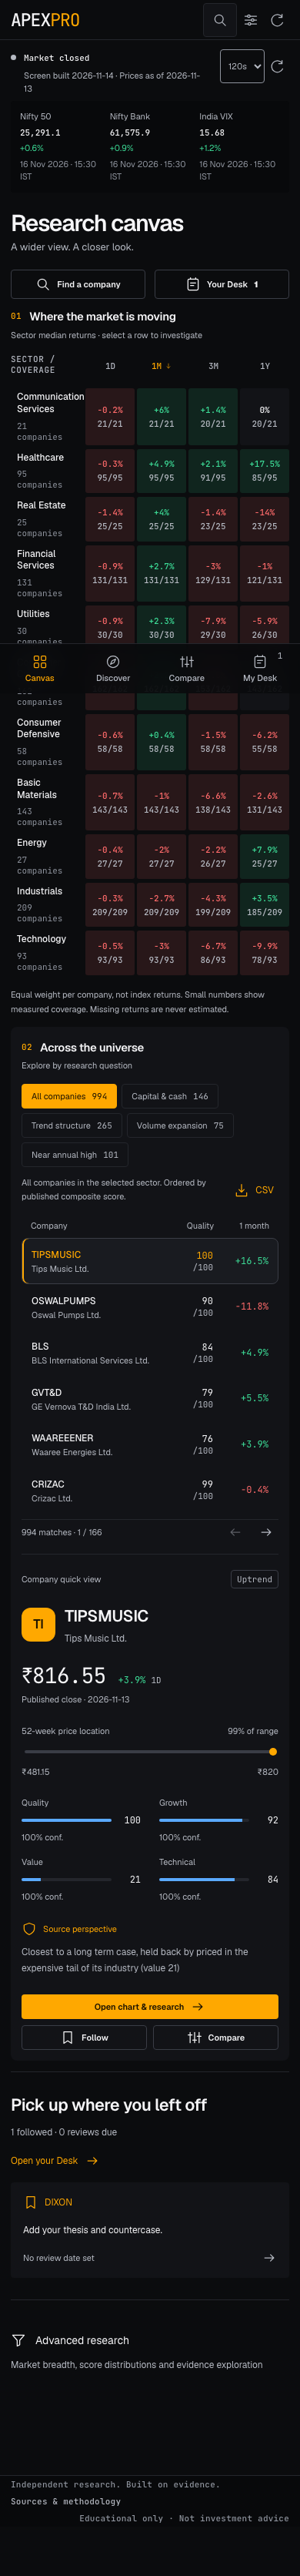 APEXPRO
Market closed
Screen built 2026-11-14 · Prices as of 2026-11-
13
120s
Nifty 50
25,291.1
+0.6%
16 Nov 2026 · 15:30
IST
Nifty Bank
61,575.9
+0.9%
16 Nov 2026 · 15:30
IST
India VIX
15.68
+1.2%
16 Nov 2026 · 15:30
IST
Research canvas
A wider view. A closer look.
Find a company
Your Desk 1
01 Where the market is moving
Sector median returns · select a row to investigate
SECTOR /
COVERAGE
1D 1M ↓ 3M 1Y
Communication
Services
21
companies
-0.2% +6% +1.4% 0%
21/21 21/21 20/21 20/21
Healthcare
95
companies
-0.3% +4.9% +2.1% +17.5%
95/95 95/95 91/95 85/95
Real Estate
25
companies
-1.4% +4% -1.4% -14%
25/25 25/25 23/25 23/25
Financial
Services
131
companies
-0.9% +2.7% -3% -1%
131/131 131/131 129/131 121/131
Utilities
30
companies
-0.9% +2.3% -7.9% -5.9%
30/30 30/30 29/30 26/30
Canvas
Discover
Compare
My Desk 1
companies
Consumer
Defensive
58
companies
-0.6% +0.4% -1.5% -6.2%
58/58 58/58 58/58 55/58
Basic
Materials
143
companies
-0.7% -1% -6.6% -2.6%
143/143 143/143 138/143 131/143
Energy
27
companies
-0.4% -2% -2.2% +7.9%
27/27 27/27 26/27 25/27
Industrials
209
companies
-0.3% -2.7% -4.3% +3.5%
209/209 209/209 199/209 185/209
Technology
93
companies
-0.5% -3% -6.7% -9.9%
93/93 93/93 86/93 78/93
Equal weight per company, not index returns. Small numbers show
measured coverage. Missing returns are never estimated.
02 Across the universe
Explore by research question
All companies 994
Capital & cash 146
Trend structure 265
Volume expansion 75
Near annual high 101
All companies in the selected sector. Ordered by
published composite score.
CSV
Company Quality 1 month
TIPSMUSIC
Tips Music Ltd.
100
/100
+16.5%
OSWALPUMPS
Oswal Pumps Ltd.
90
/100
-11.8%
BLS
BLS International Services Ltd.
84
/100
+4.9%
GVT&D
GE Vernova T&D India Ltd.
79
/100
+5.5%
WAAREEENER
Waaree Energies Ltd.
76
/100
+3.9%
CRIZAC
Crizac Ltd.
99
/100
-0.4%
994 matches · 1 / 166
← →
Company quick view
Uptrend
TI
TIPSMUSIC
Tips Music Ltd.
₹816.55 +3.9% 1D
Published close · 2026-11-13
52-week price location 99% of range
₹481.15 ₹820
Quality
100
100% conf.
Growth
92
100% conf.
Value
21
100% conf.
Technical
84
100% conf.
Source perspective
Closest to a long term case, held back by priced in the
expensive tail of its industry (value 21)
Open chart & research →
Follow
Compare
Pick up where you left off
1 followed · 0 reviews due
Open your Desk →
DIXON
Add your thesis and countercase.
No review date set →
Advanced research
Market breadth, score distributions and evidence exploration
Independent research. Built on evidence.
Sources & methodology
Educational only · Not investment advice